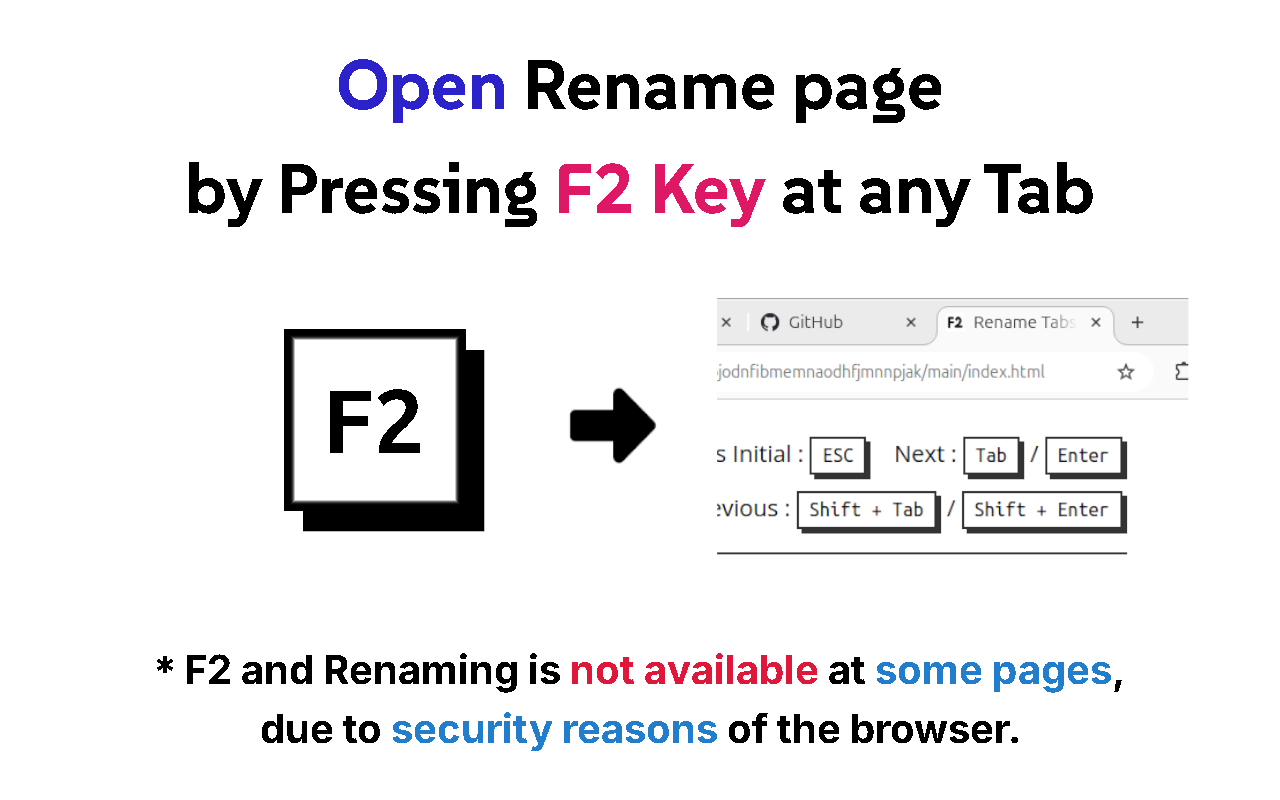 Open Rename page
by Pressing F2 Key at any Tab
F2
GitHub
F2 Rename Tabs
ojodnfibmemnaodhfjmnnpjak/main/index.html
s Initial : ESC Next : Tab / Enter
evious : Shift + Tab / Shift + Enter
* F2 and Renaming is not available at some pages,
due to security reasons of the browser.